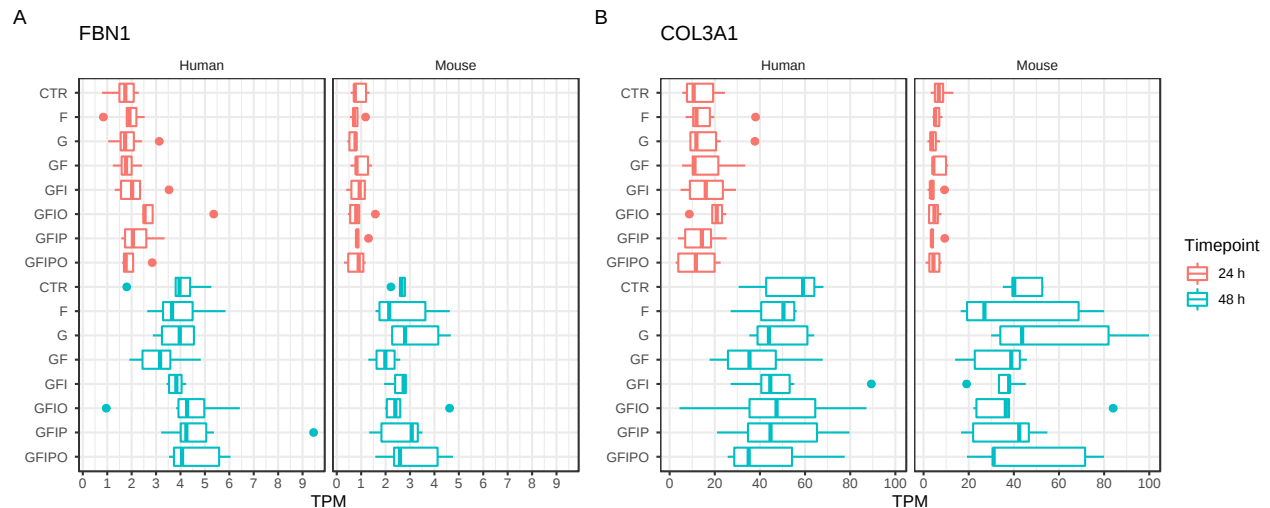 A
FBN1
Human
Mouse
CTR
F
G
GF
GFI
GFIO
GFIP
GFIPO
CTR
F
G
GF
GFI
GFIO
GFIP
GFIPO
0 1 2 3 4 5 6 7 8 9
0 1 2 3 4 5 6 7 8 9
TPM
B
COL3A1
Human
Mouse
CTR
F
G
GF
GFI
GFIO
GFIP
GFIPO
CTR
F
G
GF
GFI
GFIO
GFIP
GFIPO
0 20 40 60 80 100
0 20 40 60 80 100
TPM
Timepoint
24 h
48 h